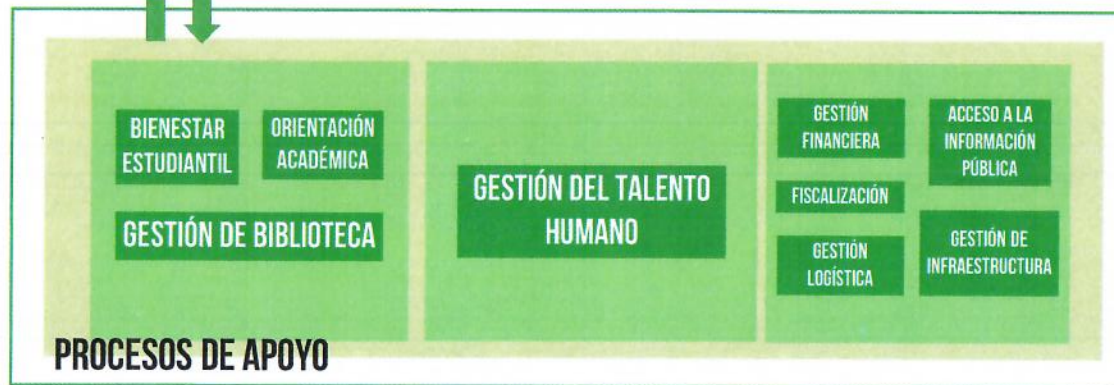 BIENESTAR
ESTUDIANTIL
ORIENTACIÓN
ACADÉMICA
GESTIÓN DE BIBLIOTECA
GESTIÓN DEL TALENTO
HUMANO
GESTIÓN
FINANCIERA
ACCESO A LA
INFORMACIÓN
PÚBLICA
FISCALIZACIÓN
GESTIÓN
LOGÍSTICA
GESTIÓN DE
INFRAESTRUCTURA
PROCESOS DE APOYO